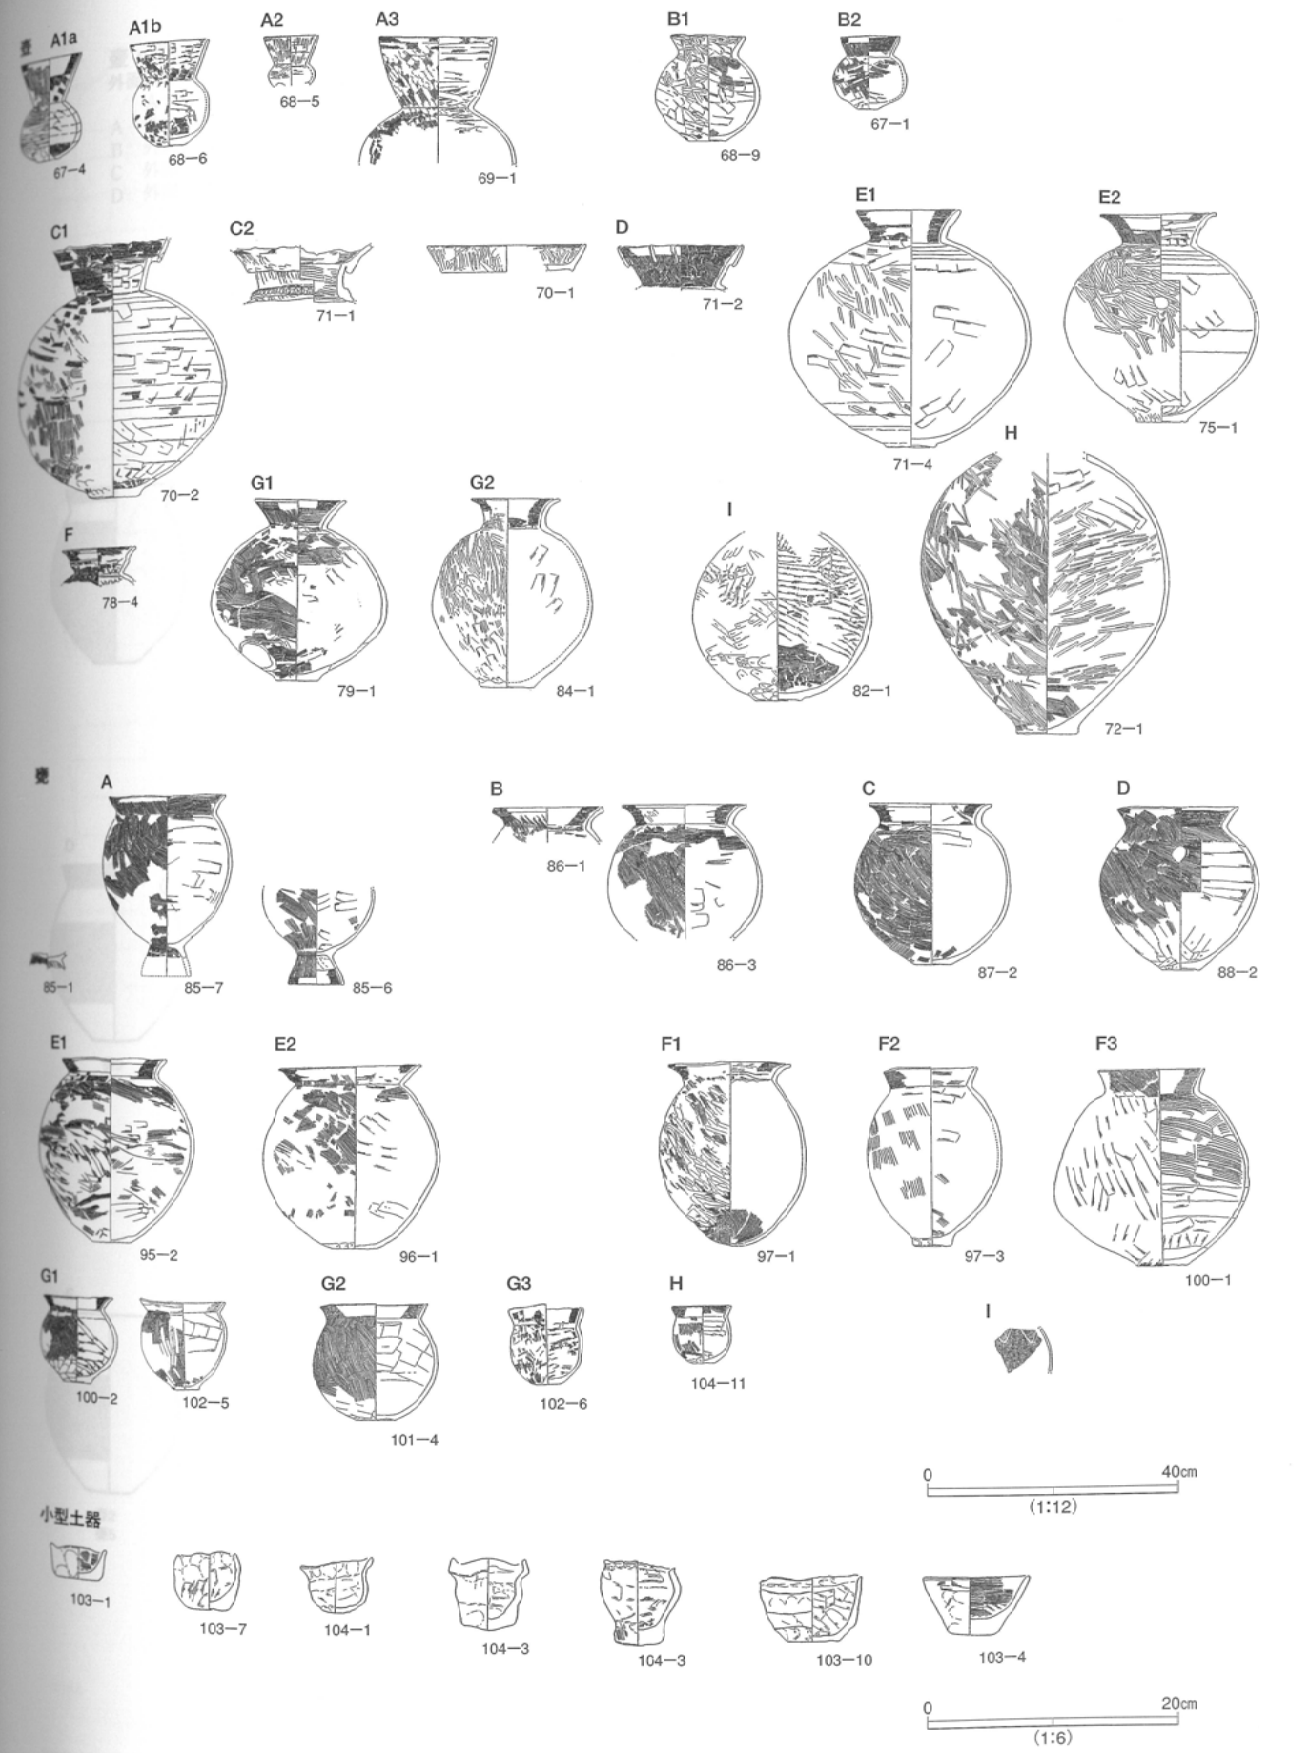 壺 A1a A1b A2 A3 B1 B2
67−4 68−6 68−5 69−1 68−9 67−1
C1 C2 D E1 E2
70−2 71−1 70−1 71−2 71−4 75−1
F G1 G2 I H
78−4 79−1 84−1 82−1 72−1
甕 A B C D
85−1 85−7 85−6 86−1 86−3 87−2 88−2
E1 E2 F1 F2 F3
95−2 96−1 97−1 97−3 100−1
G1 G2 G3 H I
100−2 102−5 101−4 102−6 104−11
0 40cm
(1:12)
小型土器
103−1 103−7 104−1 104−3 104−3 103−10 103−4
0 20cm
(1:6)